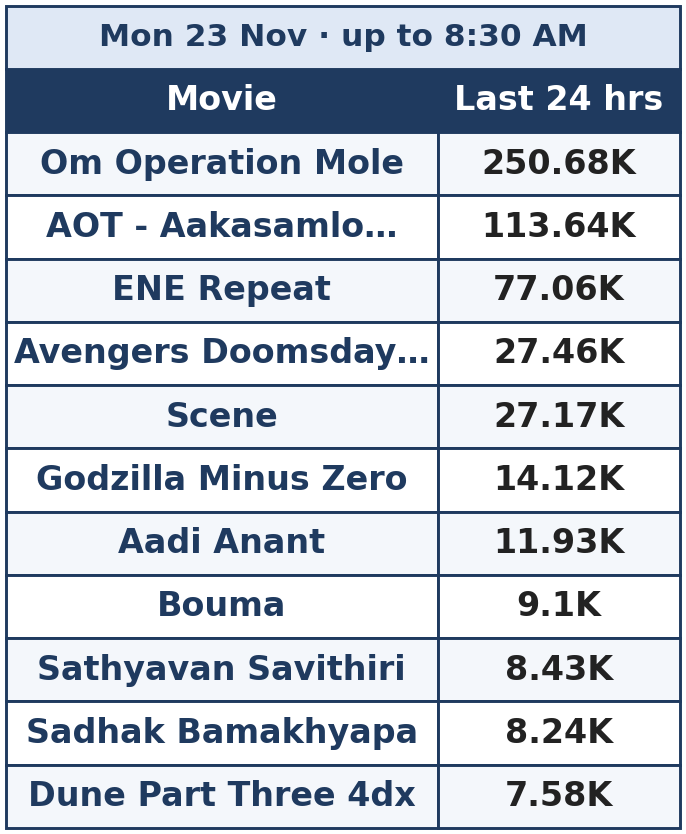 Mon 23 Nov · up to 8:30 AM
Movie Last 24 hrs
Om Operation Mole 250.68K
AOT - Aakasamlo... 113.64K
ENE Repeat 77.06K
Avengers Doomsday... 27.46K
Scene 27.17K
Godzilla Minus Zero 14.12K
Aadi Anant 11.93K
Bouma 9.1K
Sathyavan Savithiri 8.43K
Sadhak Bamakhyapa 8.24K
Dune Part Three 4dx 7.58K